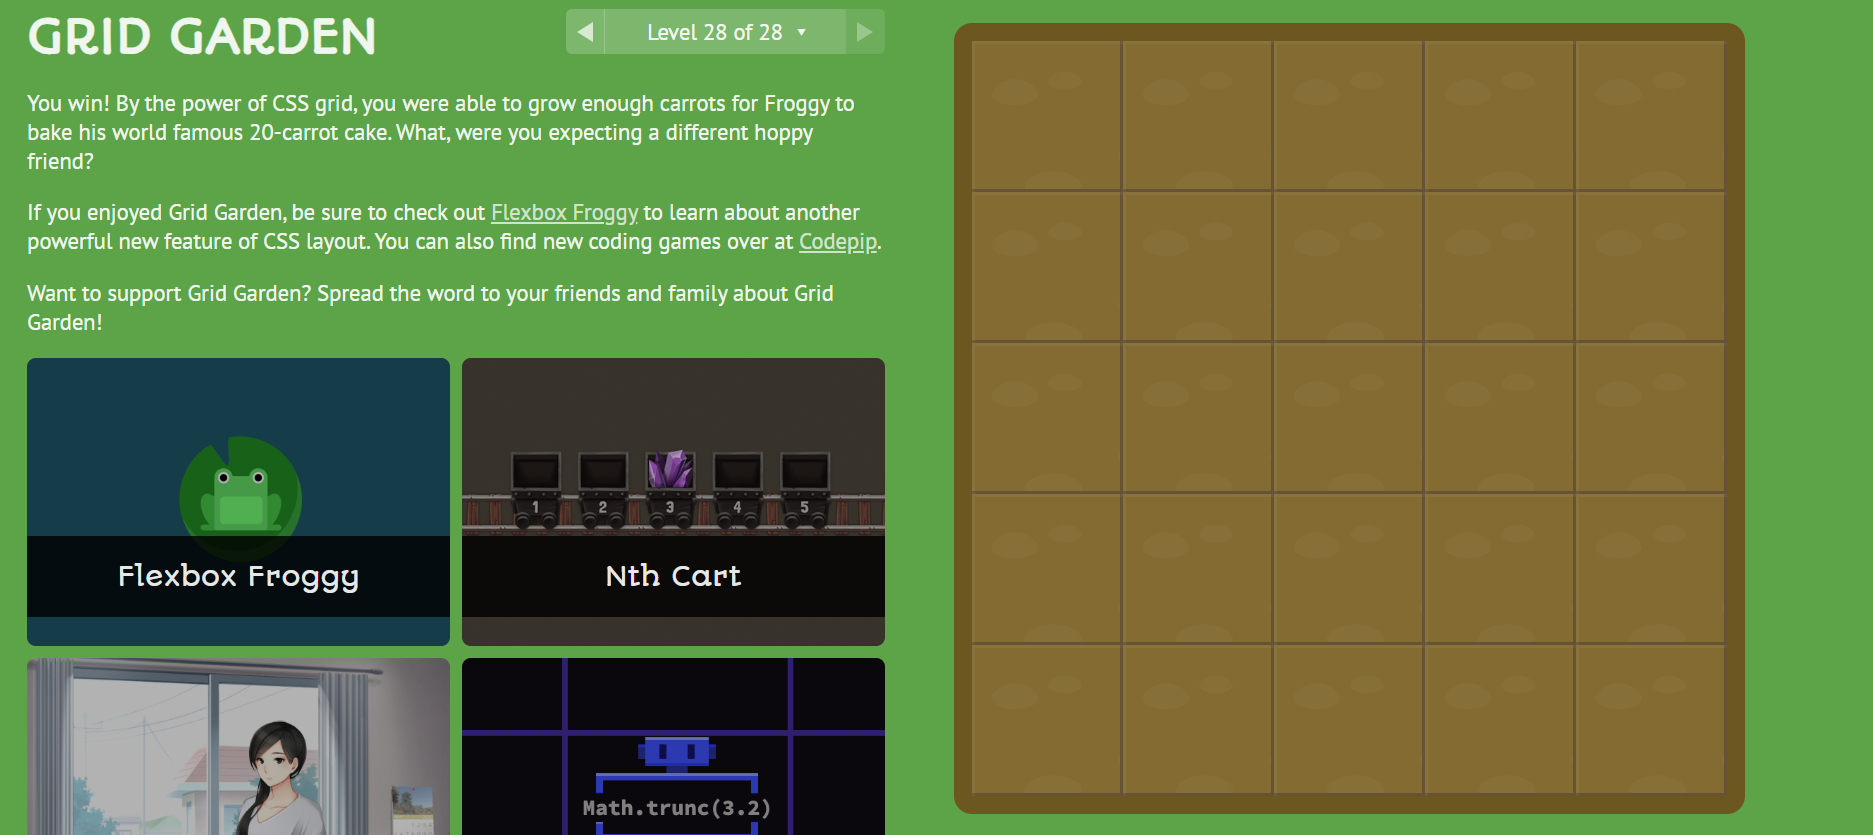 GRID GARDEN
Level 28 of 28
You win! By the power of CSS grid, you were able to grow enough carrots for Froggy to
bake his world famous 20-carrot cake. What, were you expecting a different hoppy
friend?
If you enjoyed Grid Garden, be sure to check out Flexbox Froggy to learn about another
powerful new feature of CSS layout. You can also find new coding games over at Codepip.
Want to support Grid Garden? Spread the word to your friends and family about Grid
Garden!
1 2 3 4 5
Flexbox Froggy
Nth Cart
Math.trunc(3.2)